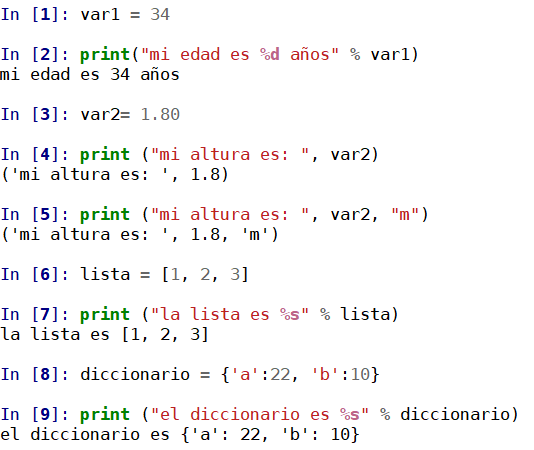 In [1]: var1 = 34
In [2]: print("mi edad es %d años" % var1)
mi edad es 34 años
In [3]: var2= 1.80
In [4]: print ("mi altura es: ", var2)
('mi altura es: ', 1.8)
In [5]: print ("mi altura es: ", var2, "m")
('mi altura es: ', 1.8, 'm')
In [6]: lista = [1, 2, 3]
In [7]: print ("la lista es %s" % lista)
la lista es [1, 2, 3]
In [8]: diccionario = {'a':22, 'b':10}
In [9]: print ("el diccionario es %s" % diccionario)
el diccionario es {'a': 22, 'b': 10}